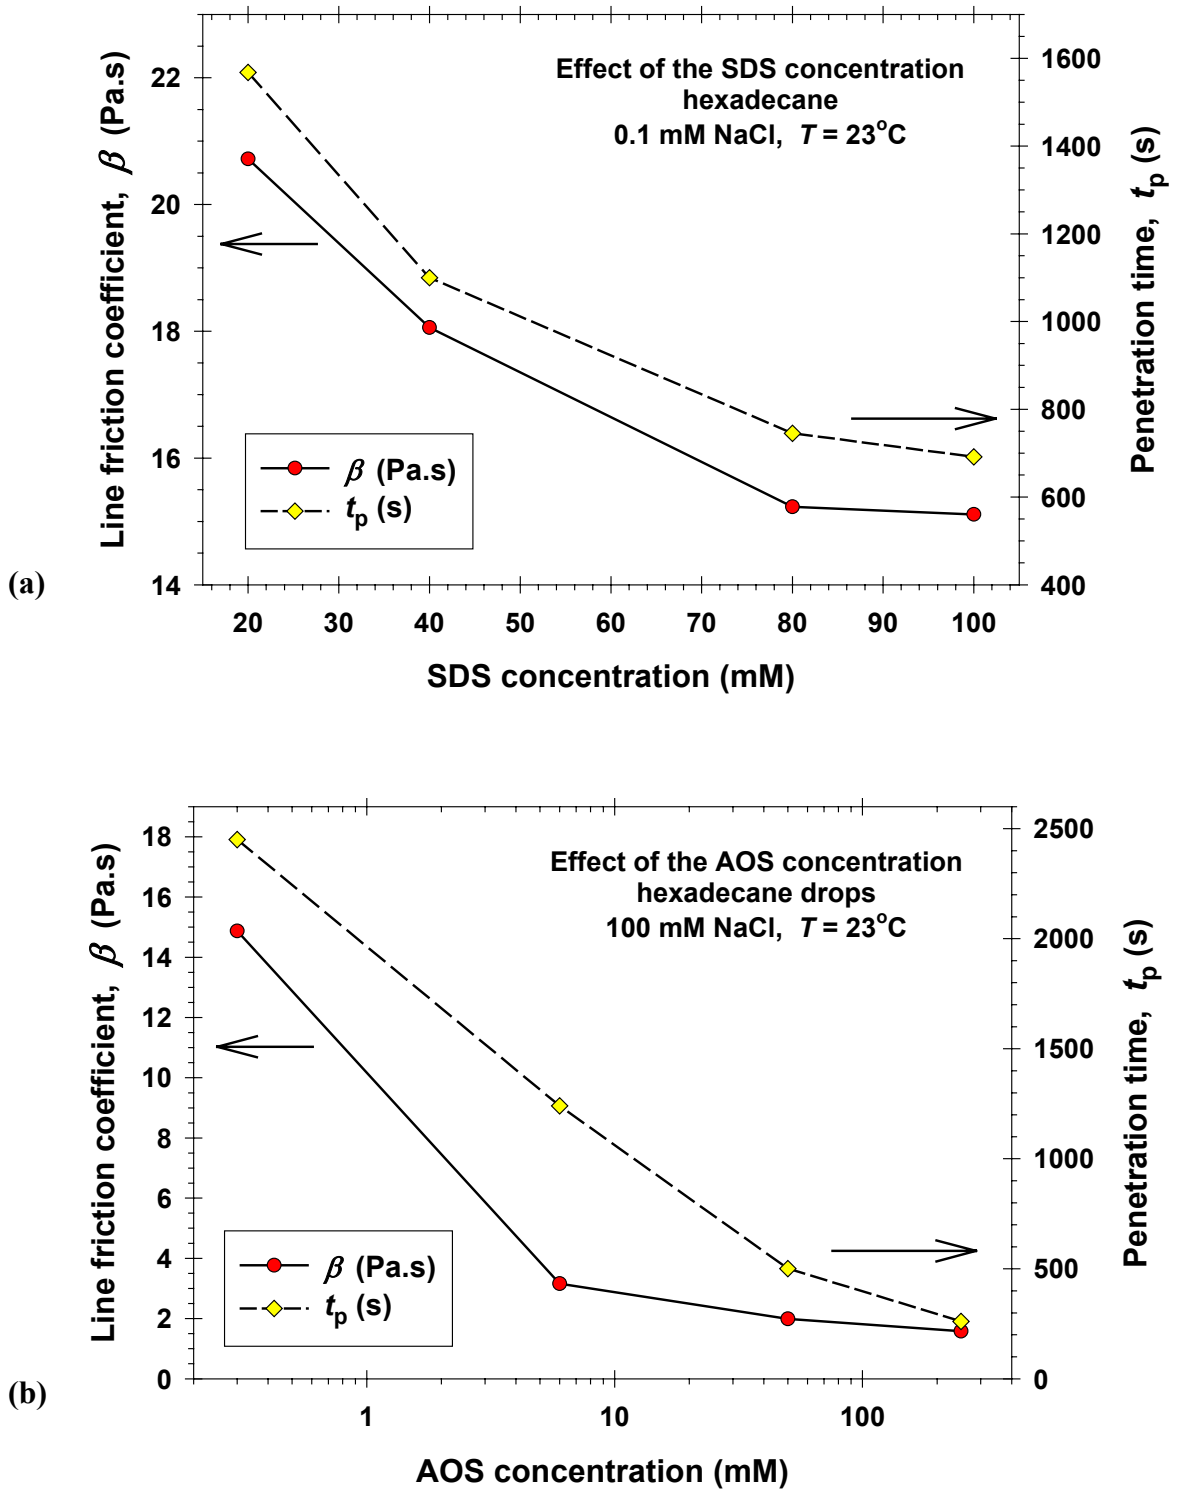 Effect of the SDS concentration
hexadecane
0.1 mM NaCl, T = 23°C
Line friction coefficient, β (Pa.s)
22
20
18
16
14
Penetration time, tp (s)
1600
1400
1200
1000
800
600
400
β (Pa.s)
tp (s)
(a)
20 30 40 50 60 70 80 90 100
SDS concentration (mM)
Effect of the AOS concentration
hexadecane drops
100 mM NaCl, T = 23°C
Line friction coefficient, β (Pa.s)
18
16
14
12
10
8
6
4
2
0
Penetration time, tp (s)
2500
2000
1500
1000
500
0
β (Pa.s)
tp (s)
(b)
1 10 100
AOS concentration (mM)